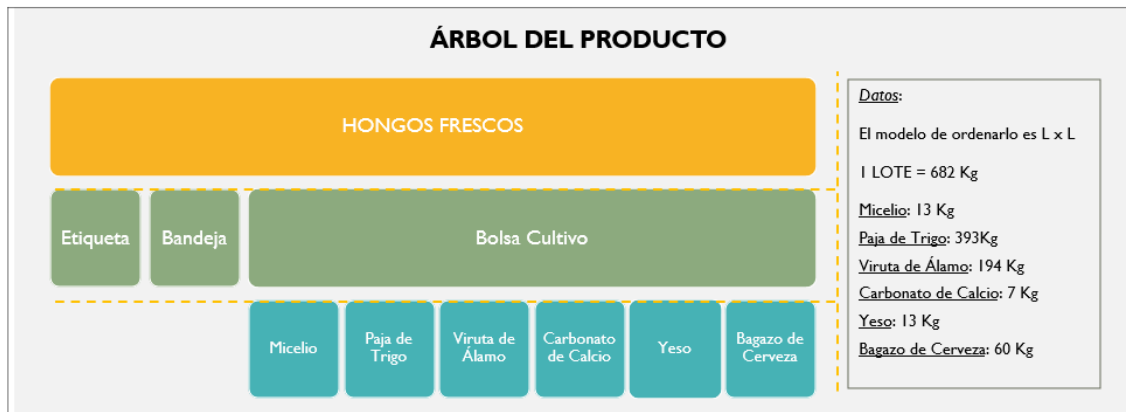 ÁRBOL DEL PRODUCTO
HONGOS FRESCOS
Etiqueta
Bandeja
Bolsa Cultivo
Micelio
Paja de
Trigo
Viruta de
Álamo
Carbonato
de Calcio
Yeso
Bagazo de
Cerveza
Datos:
El modelo de ordenarlo es L x L
1 LOTE = 682 Kg
Micelio: 13 Kg
Paja de Trigo: 393Kg
Viruta de Álamo: 194 Kg
Carbonato de Calcio: 7 Kg
Yeso: 13 Kg
Bagazo de Cerveza: 60 Kg